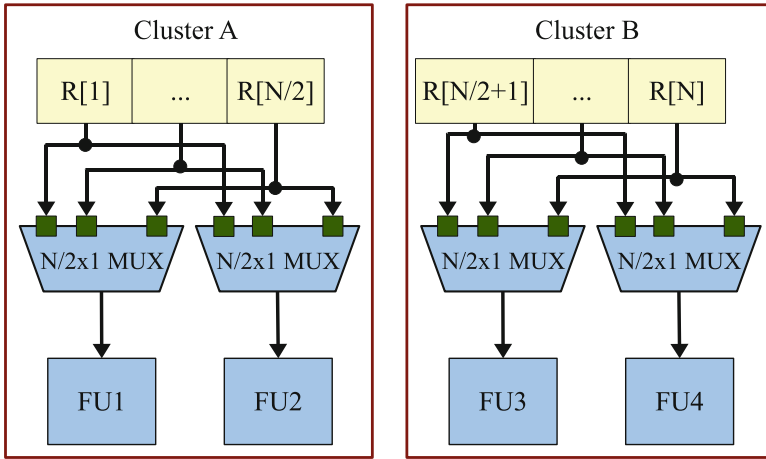 Cluster A
R[1] ... R[N/2]
N/2x1 MUX N/2x1 MUX
FU1 FU2
Cluster B
R[N/2+1] ... R[N]
N/2x1 MUX N/2x1 MUX
FU3 FU4